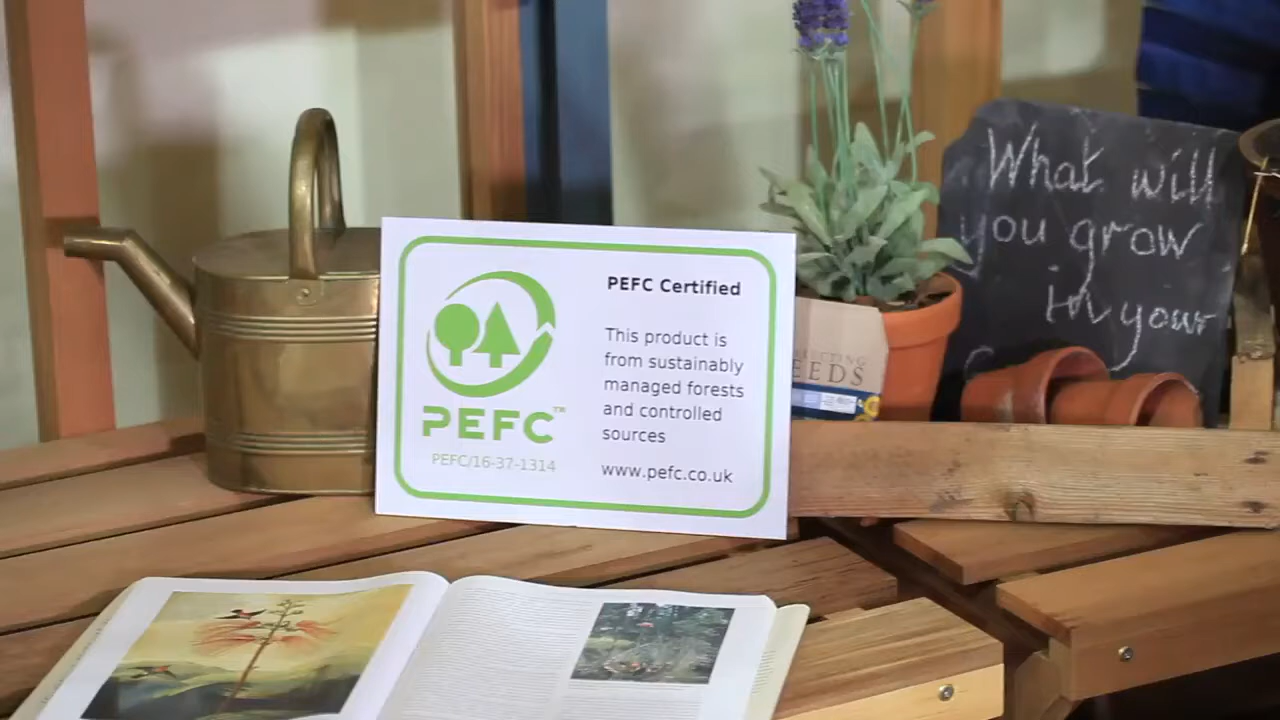 PEFC™
PEFC/16-37-1314
PEFC Certified
This product is
from sustainably
managed forests
and controlled
sources
www.pefc.co.uk
What will
you grow
in your
EEDS